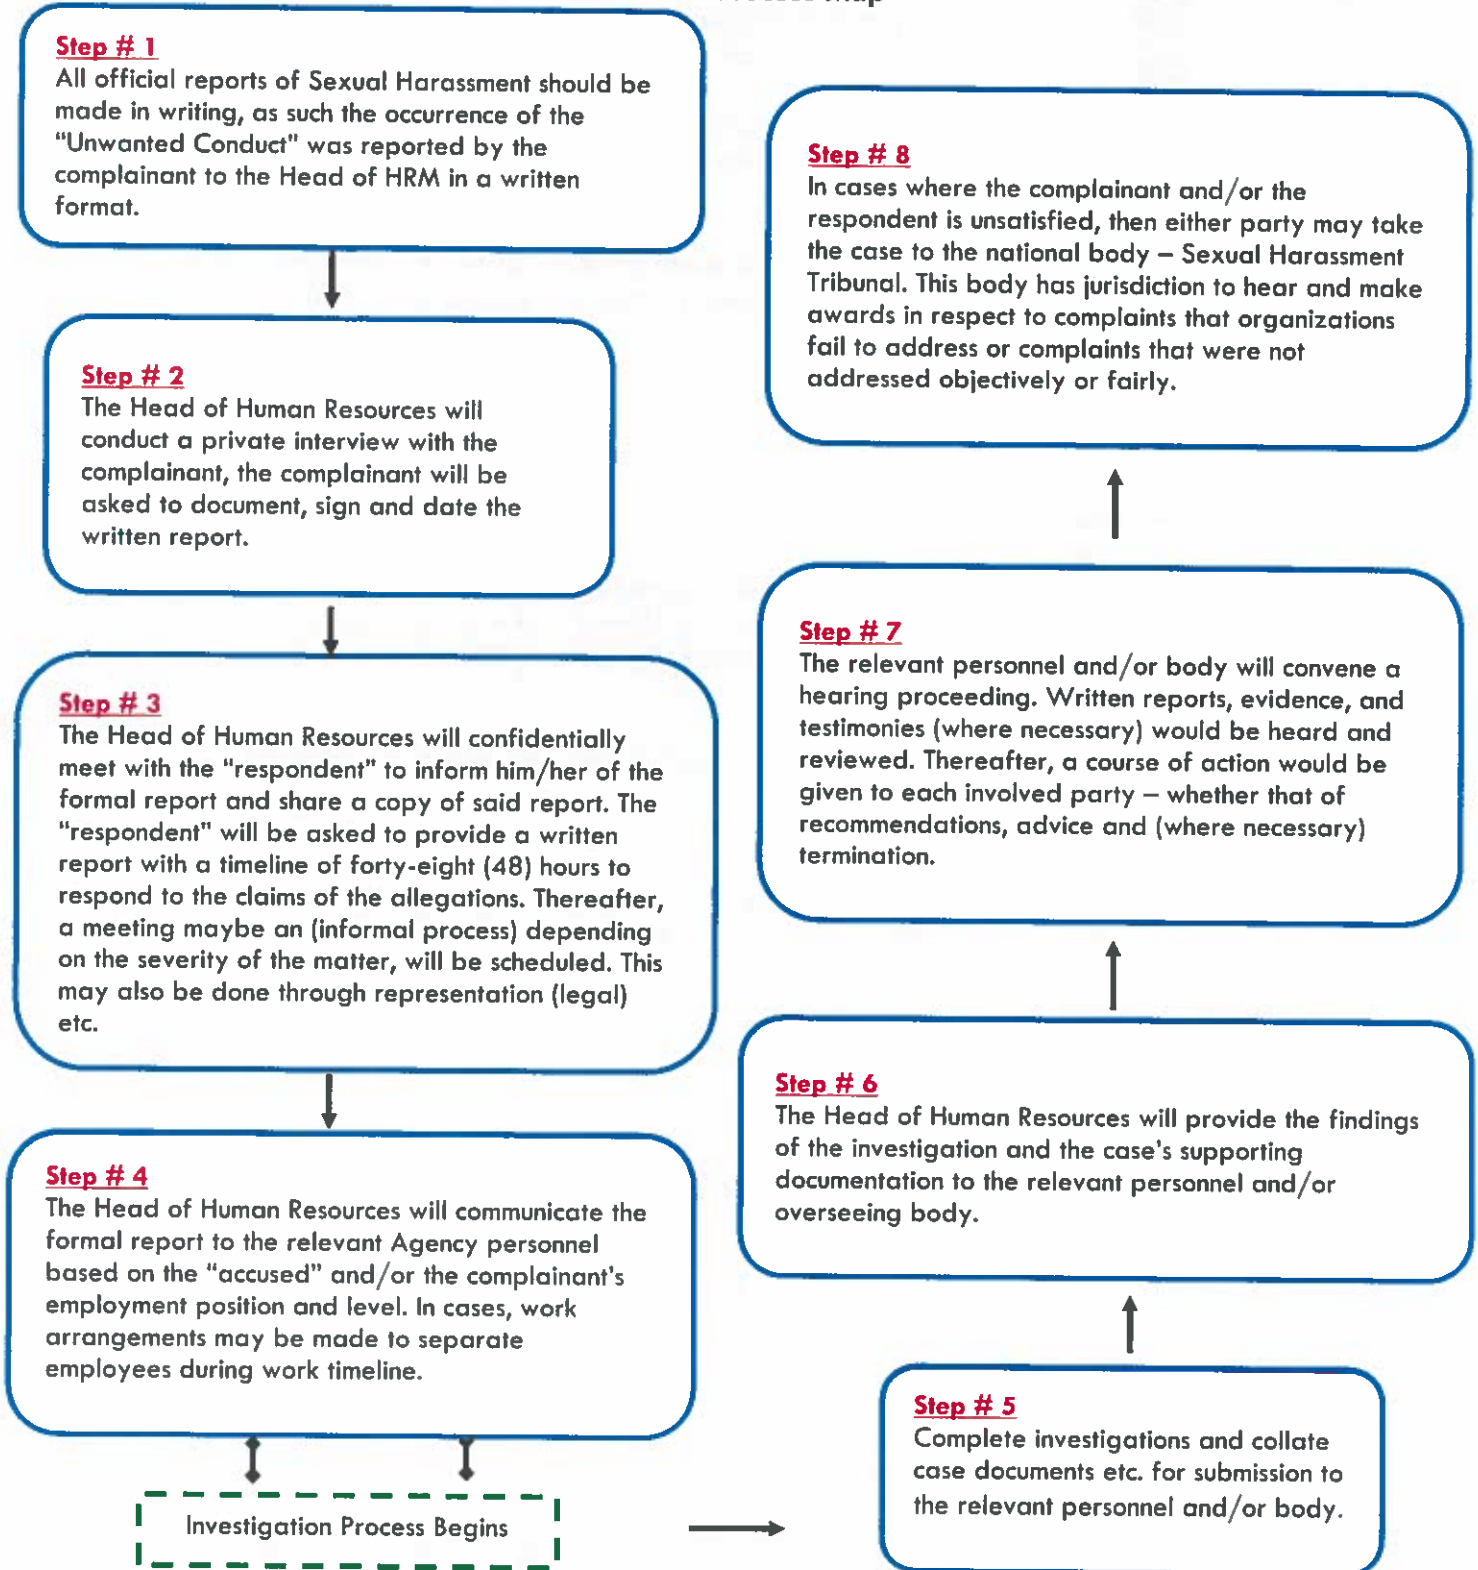 Step # 1
All official reports of Sexual Harassment should be
made in writing, as such the occurrence of the
"Unwanted Conduct" was reported by the
complainant to the Head of HRM in a written
format.
Step # 2
The Head of Human Resources will
conduct a private interview with the
complainant, the complainant will be
asked to document, sign and date the
written report.
Step # 3
The Head of Human Resources will confidentially
meet with the "respondent" to inform him/her of the
formal report and share a copy of said report. The
"respondent" will be asked to provide a written
report with a timeline of forty-eight (48) hours to
respond to the claims of the allegations. Thereafter,
a meeting maybe an (informal process) depending
on the severity of the matter, will be scheduled. This
may also be done through representation (legal)
etc.
Step # 4
The Head of Human Resources will communicate the
formal report to the relevant Agency personnel
based on the "accused" and/or the complainant's
employment position and level. In cases, work
arrangements may be made to separate
employees during work timeline.
Investigation Process Begins
Step # 5
Complete investigations and collate
case documents etc. for submission to
the relevant personnel and/or body.
Step # 6
The Head of Human Resources will provide the findings
of the investigation and the case's supporting
documentation to the relevant personnel and/or
overseeing body.
Step # 7
The relevant personnel and/or body will convene a
hearing proceeding. Written reports, evidence, and
testimonies (where necessary) would be heard and
reviewed. Thereafter, a course of action would be
given to each involved party – whether that of
recommendations, advice and (where necessary)
termination.
Step # 8
In cases where the complainant and/or the
respondent is unsatisfied, then either party may take
the case to the national body – Sexual Harassment
Tribunal. This body has jurisdiction to hear and make
awards in respect to complaints that organizations
fail to address or complaints that were not
addressed objectively or fairly.